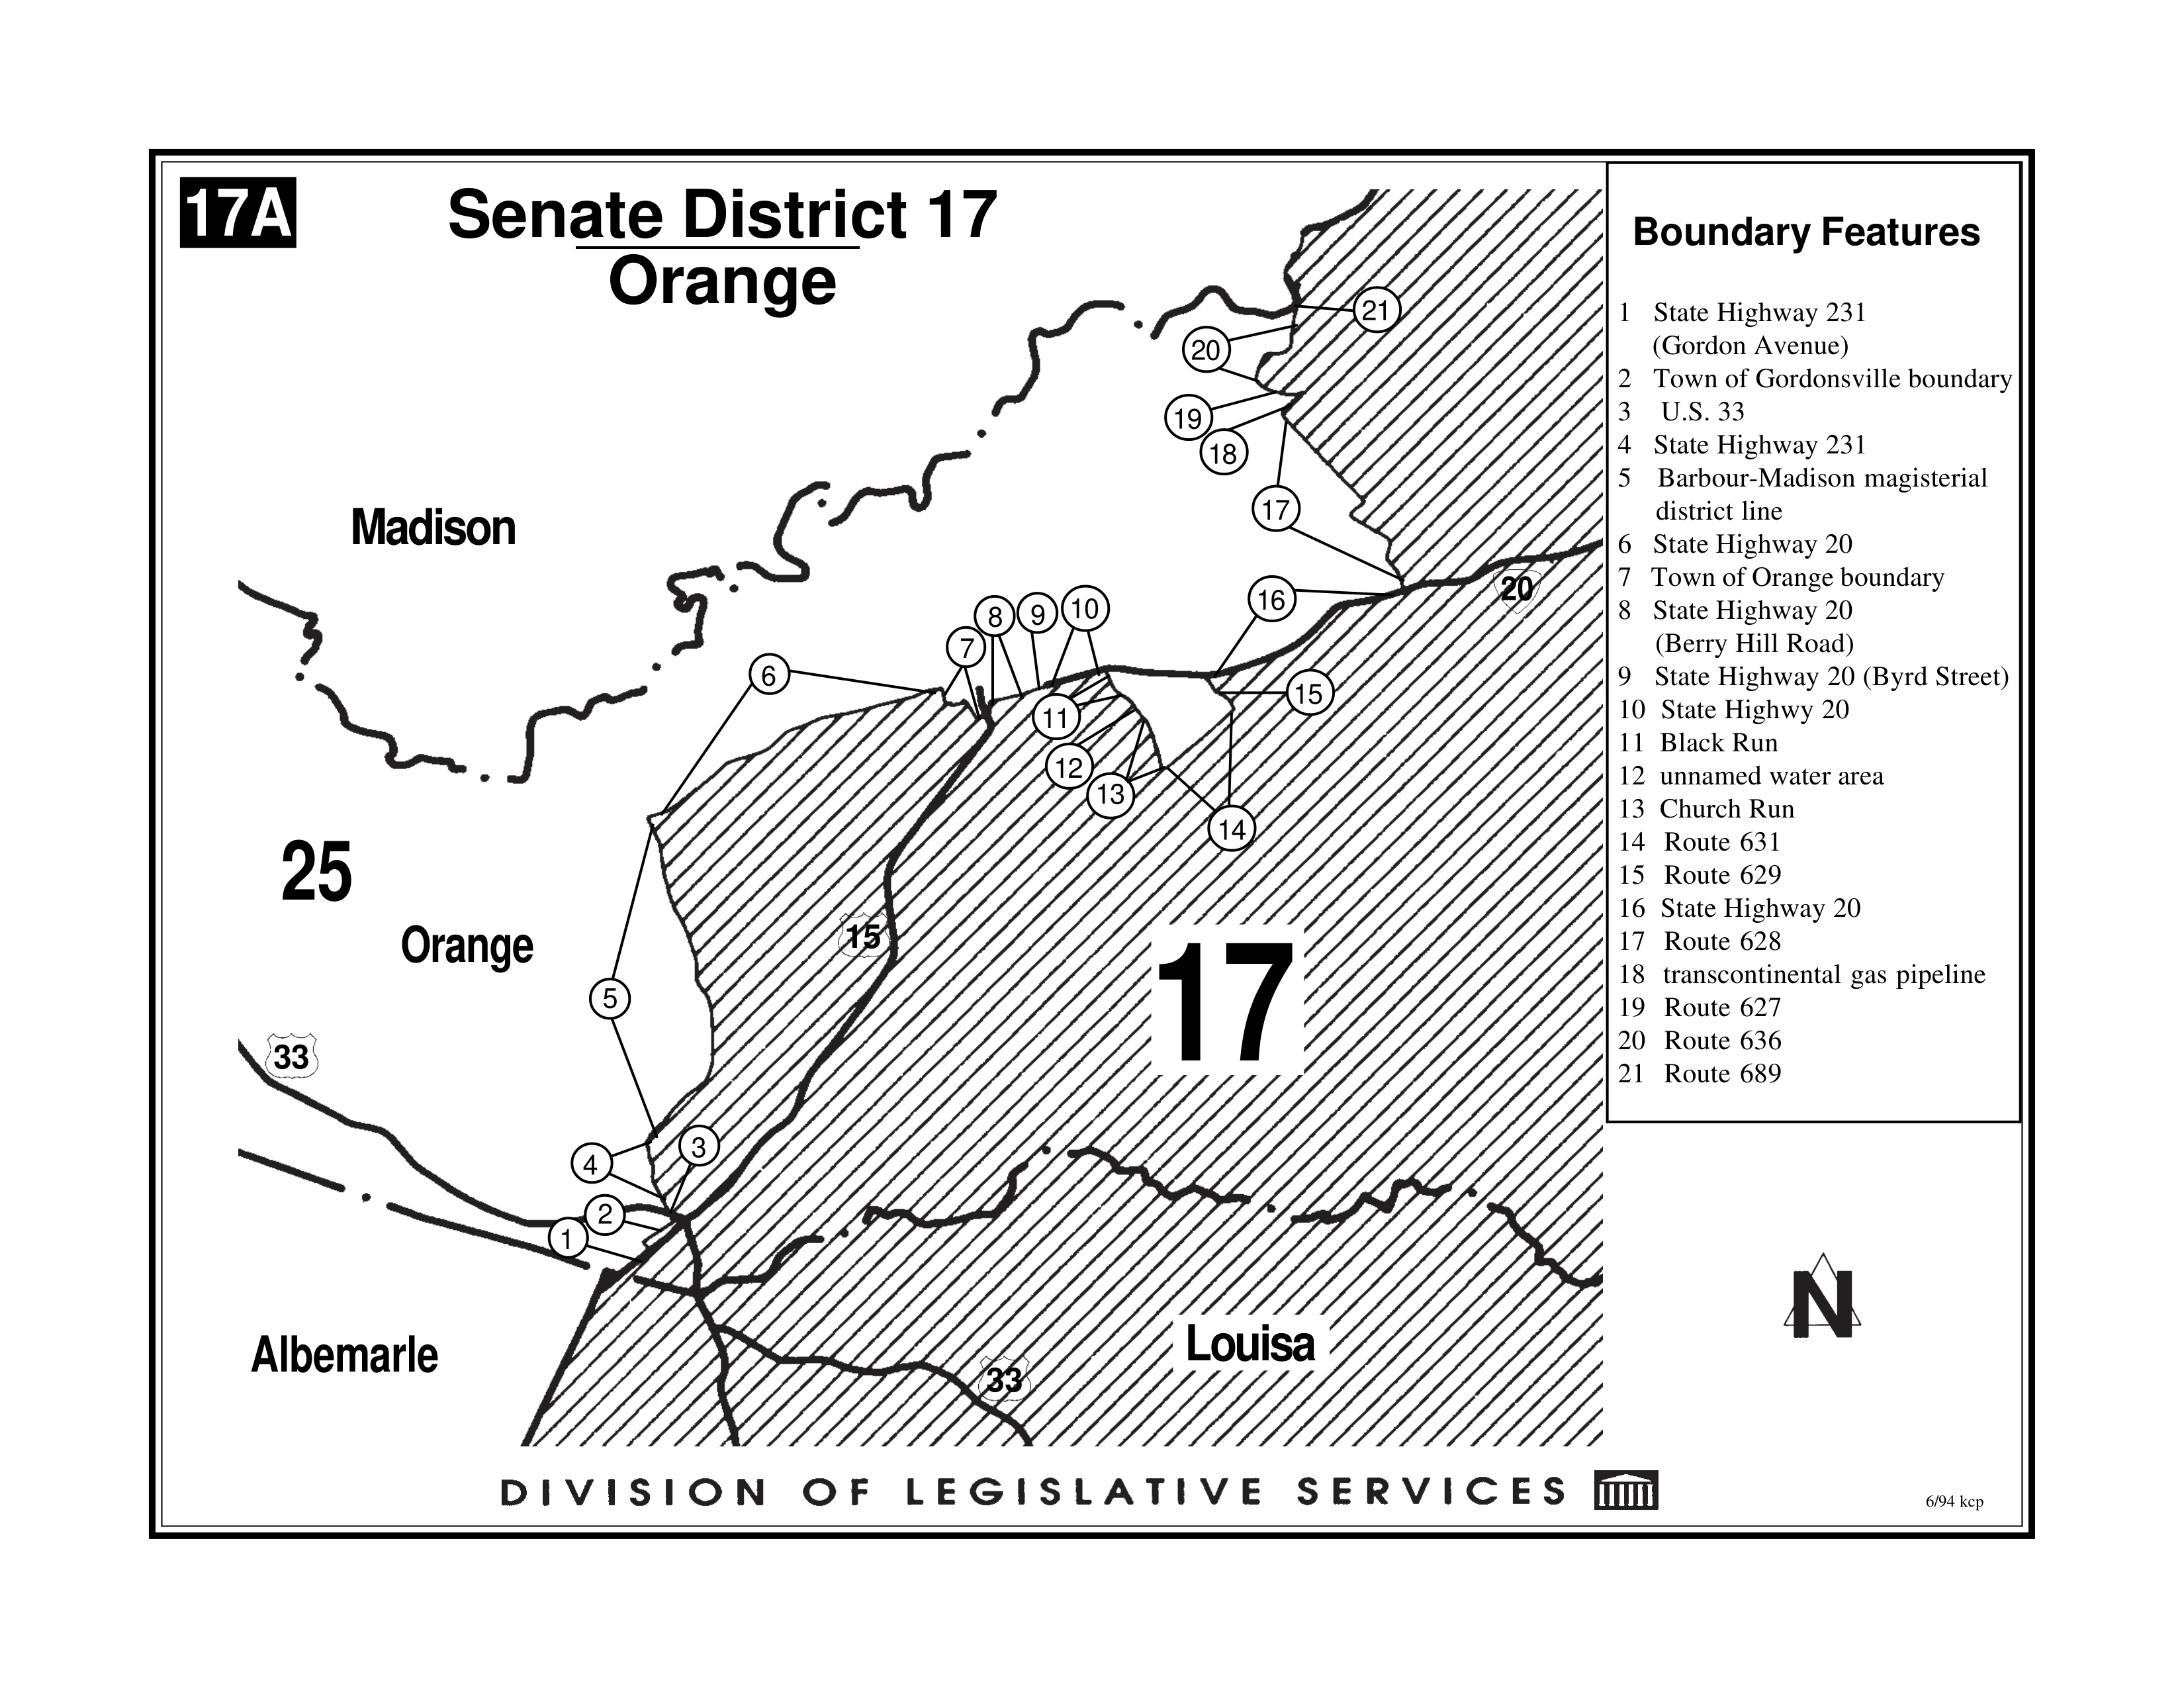 17A
Senate District 17
Orange
Boundary Features
1 State Highway 231
(Gordon Avenue)
2 Town of Gordonsville boundary
3 U.S. 33
4 State Highway 231
5 Barbour-Madison magisterial
district line
6 State Highway 20
7 Town of Orange boundary
8 State Highway 20
(Berry Hill Road)
9 State Highway 20 (Byrd Street)
10 State Highwy 20
11 Black Run
12 unnamed water area
13 Church Run
14 Route 631
15 Route 629
16 State Highway 20
17 Route 628
18 transcontinental gas pipeline
19 Route 627
20 Route 636
21 Route 689
21
20
19
18
17
Madison
16
20
10
9
8
7
6
15
11
12
13
14
25
Orange
15
17
5
33
3
4
2
1
Albemarle
Louisa
33
N
DIVISION OF LEGISLATIVE SERVICES
6/94 kcp